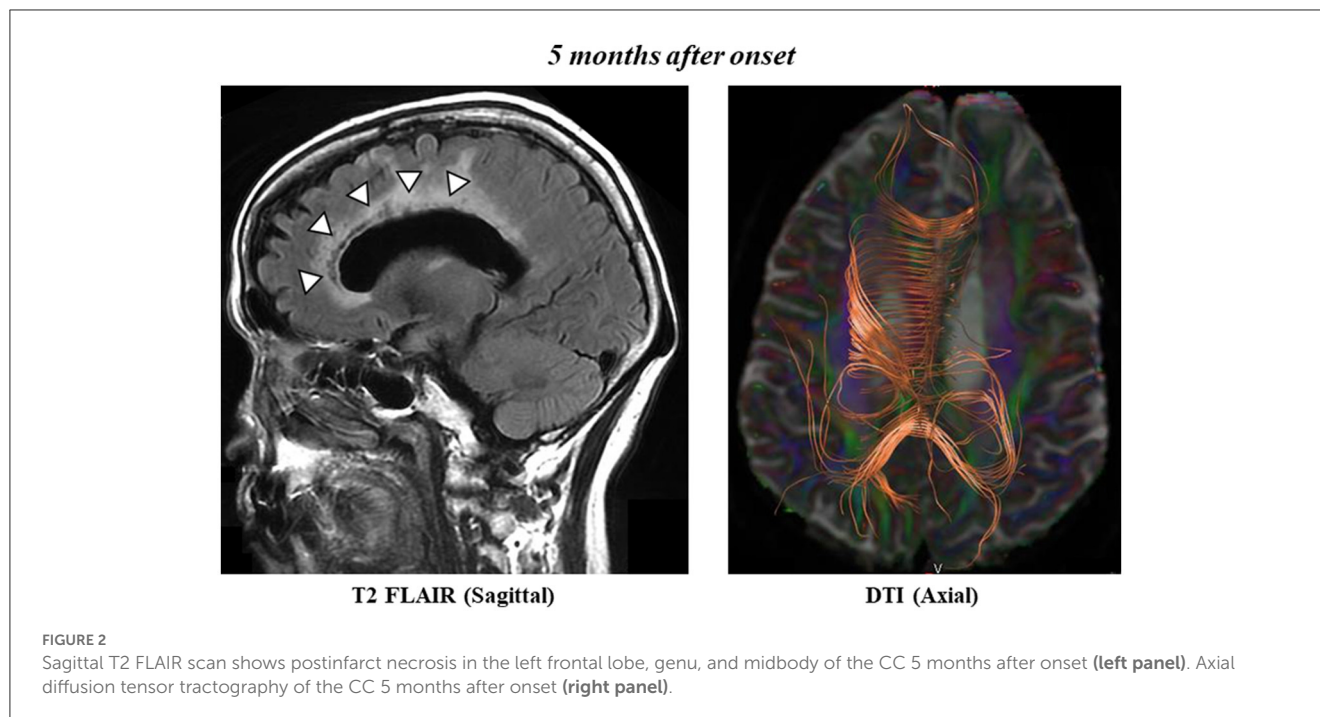 5 months after onset
T2 FLAIR (Sagittal)
DTI (Axial)
V
FIGURE 2
Sagittal T2 FLAIR scan shows postinfarct necrosis in the left frontal lobe, genu, and midbody of the CC 5 months after onset (left panel). Axial
diffusion tensor tractography of the CC 5 months after onset (right panel).